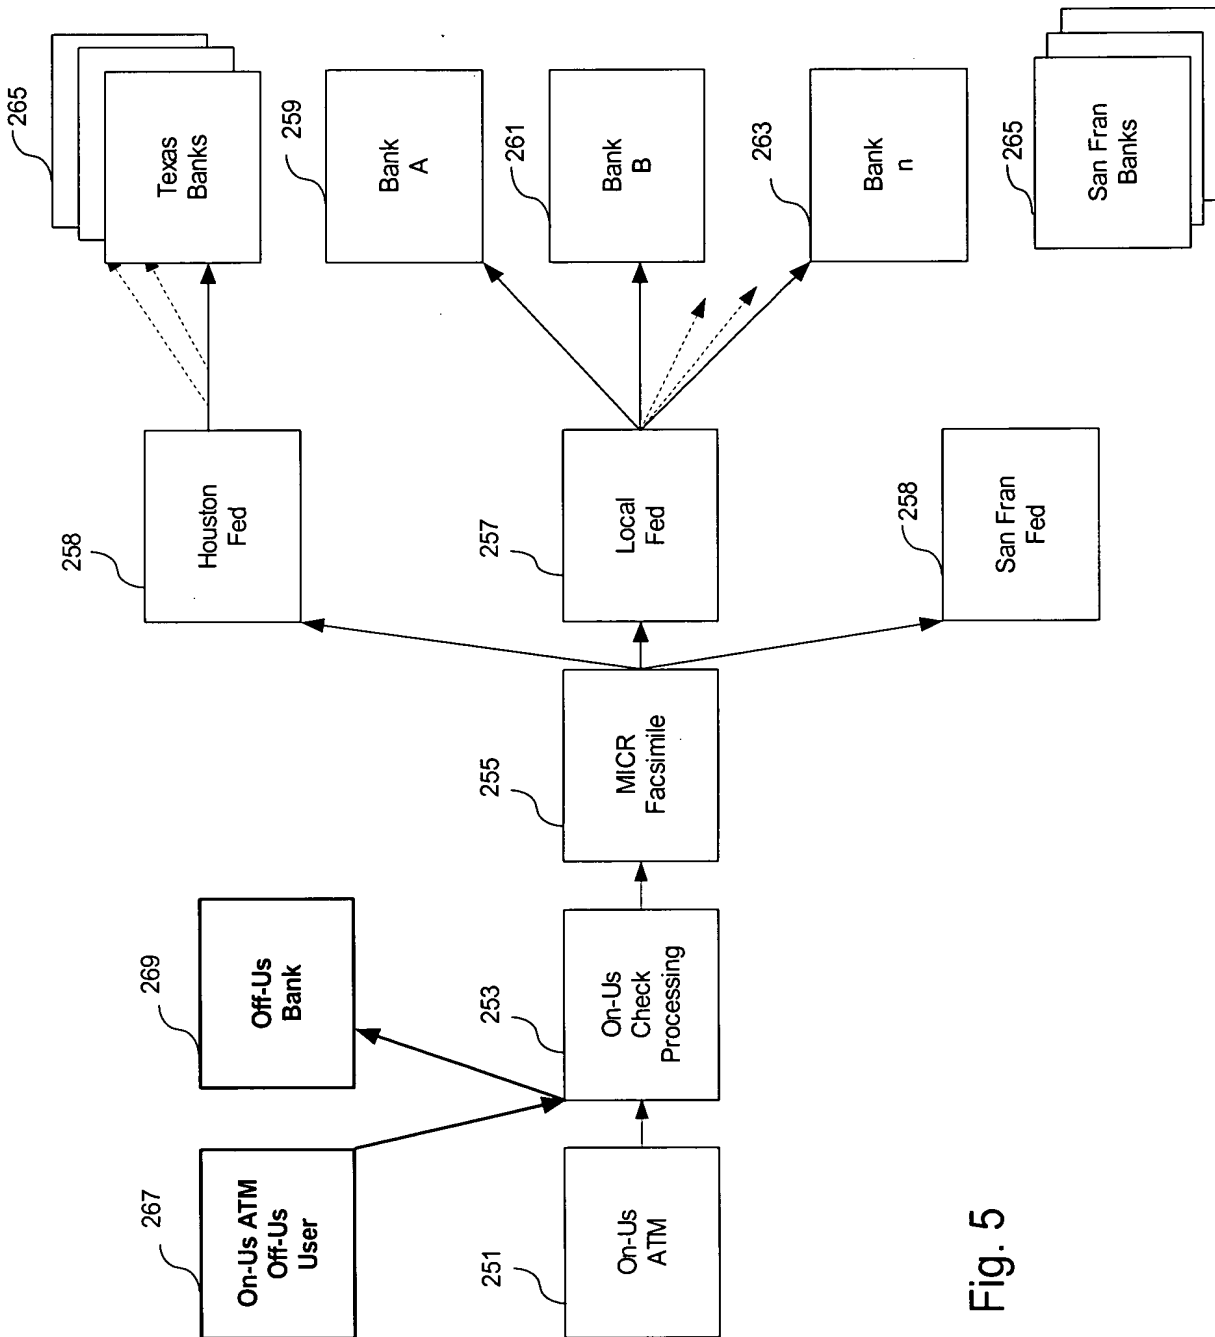 265
Texas
Banks
259
Bank
A
261
Bank
B
263
Bank
n
265
San Fran
Banks
258
Houston
Fed
257
Local
Fed
258
San Fran
Fed
255
MICR
Facsimile
269
Off-Us
Bank
253
On-Us
Check
Processing
267
On-Us ATM
Off-Us
User
251
On-Us
ATM
Fig. 5